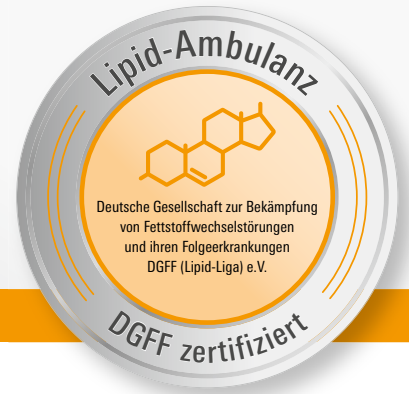 Lipid-Ambulanz
Deutsche Gesellschaft zur Bekämpfung
von Fettstoffwechselstörungen
und ihren Folgeerkrankungen
DGFF (Lipid-Liga) e.V.
DGFF zertifiziert